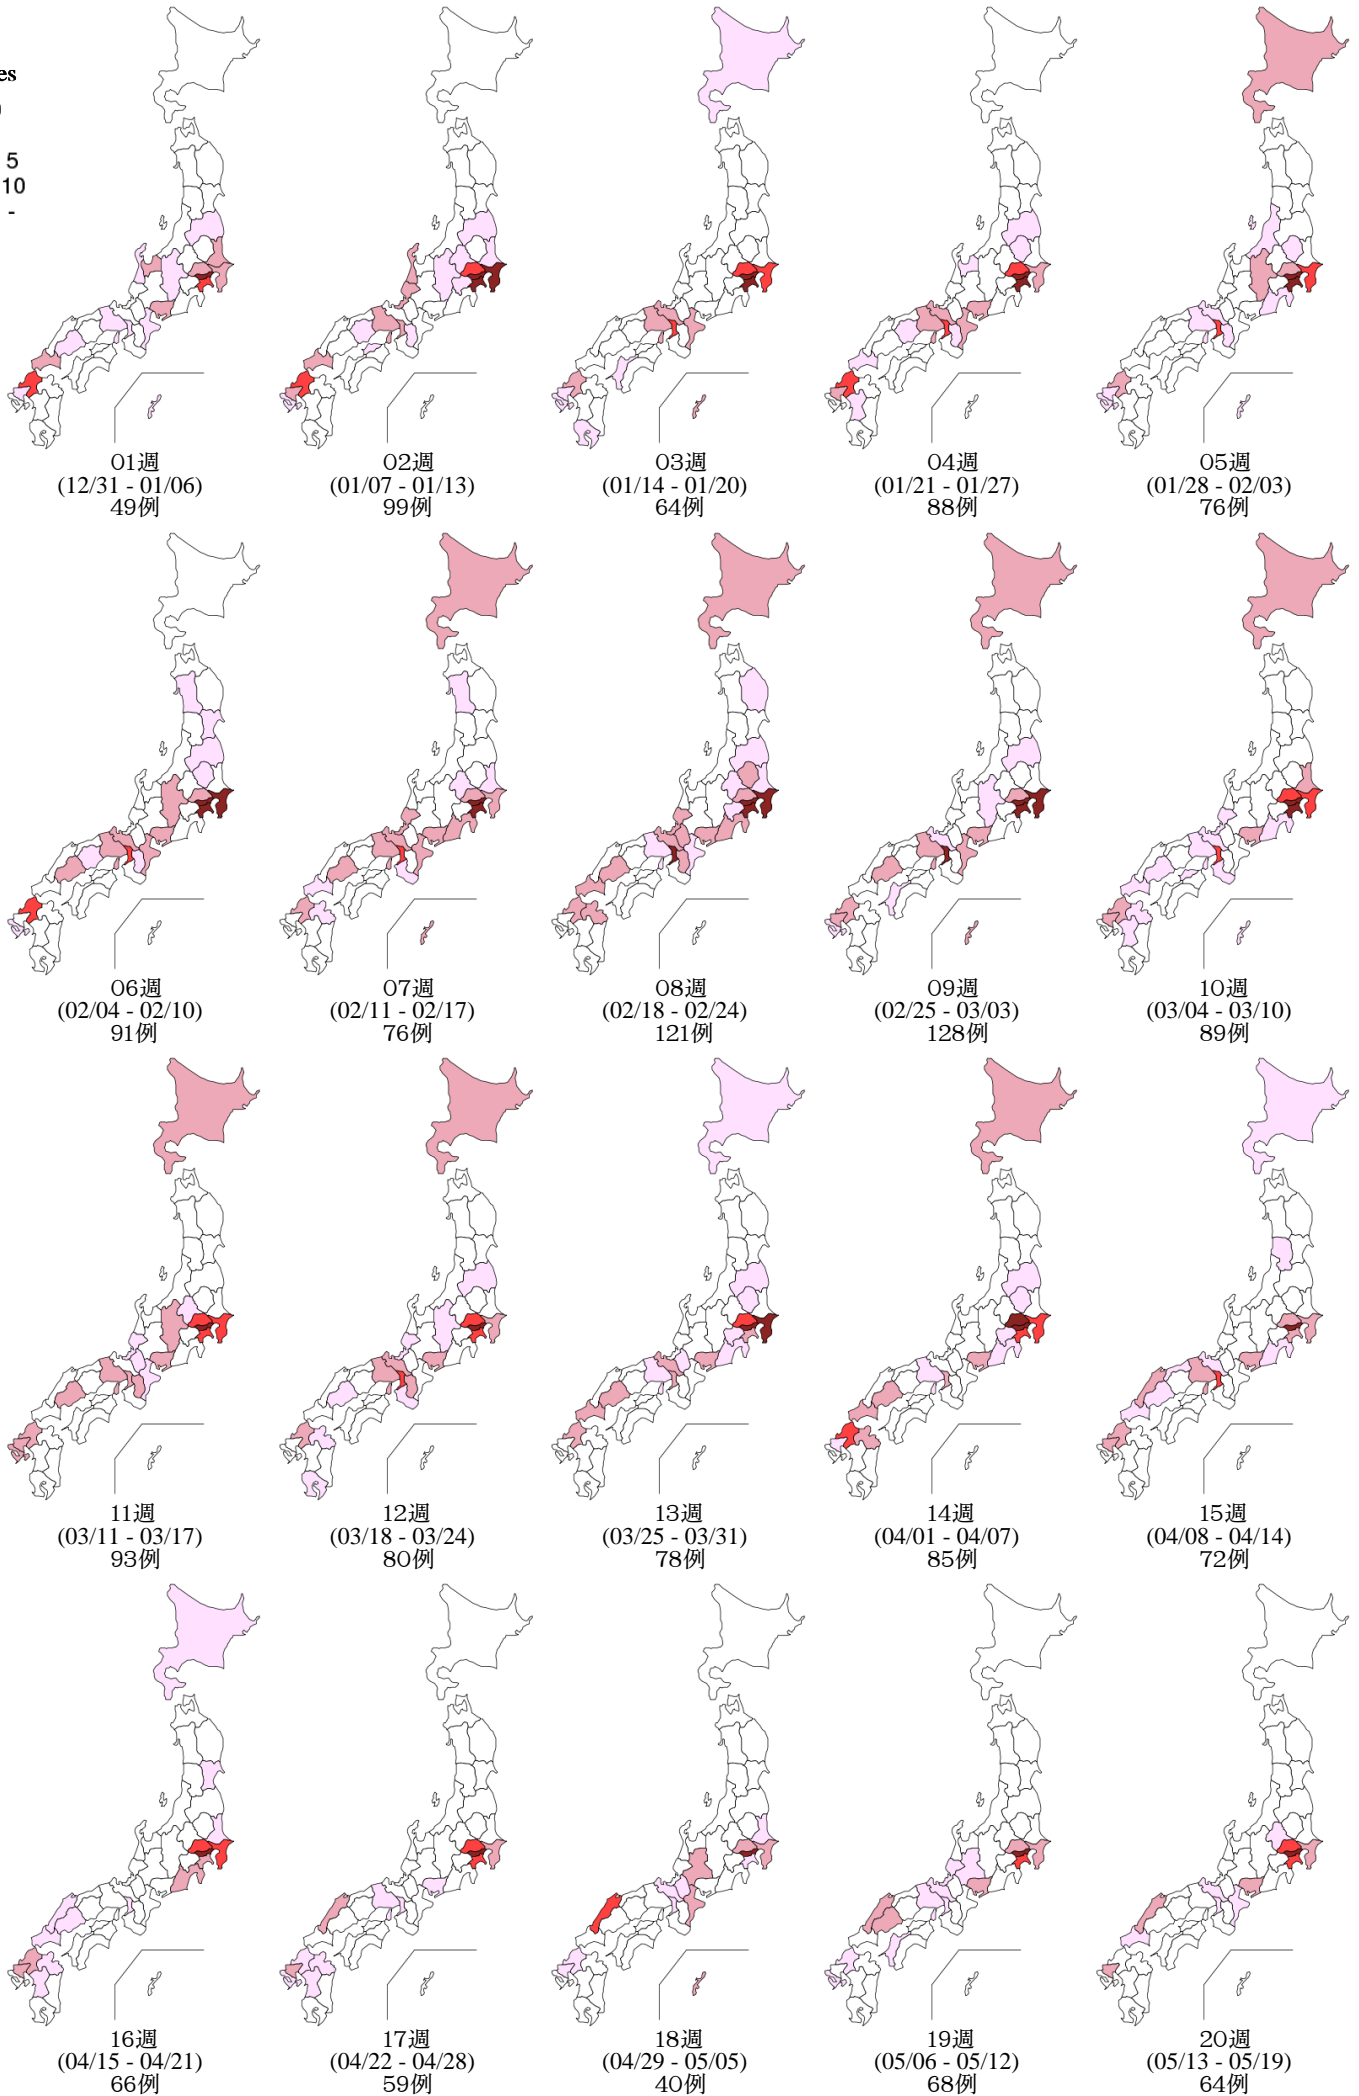 es
5
10
-
01週
(12/31 - 01/06)
49例
02週
(01/07 - 01/13)
99例
03週
(01/14 - 01/20)
64例
04週
(01/21 - 01/27)
88例
05週
(01/28 - 02/03)
76例
06週
(02/04 - 02/10)
91例
07週
(02/11 - 02/17)
76例
08週
(02/18 - 02/24)
121例
09週
(02/25 - 03/03)
128例
10週
(03/04 - 03/10)
89例
11週
(03/11 - 03/17)
93例
12週
(03/18 - 03/24)
80例
13週
(03/25 - 03/31)
78例
14週
(04/01 - 04/07)
85例
15週
(04/08 - 04/14)
72例
16週
(04/15 - 04/21)
66例
17週
(04/22 - 04/28)
59例
18週
(04/29 - 05/05)
40例
19週
(05/06 - 05/12)
68例
20週
(05/13 - 05/19)
64例